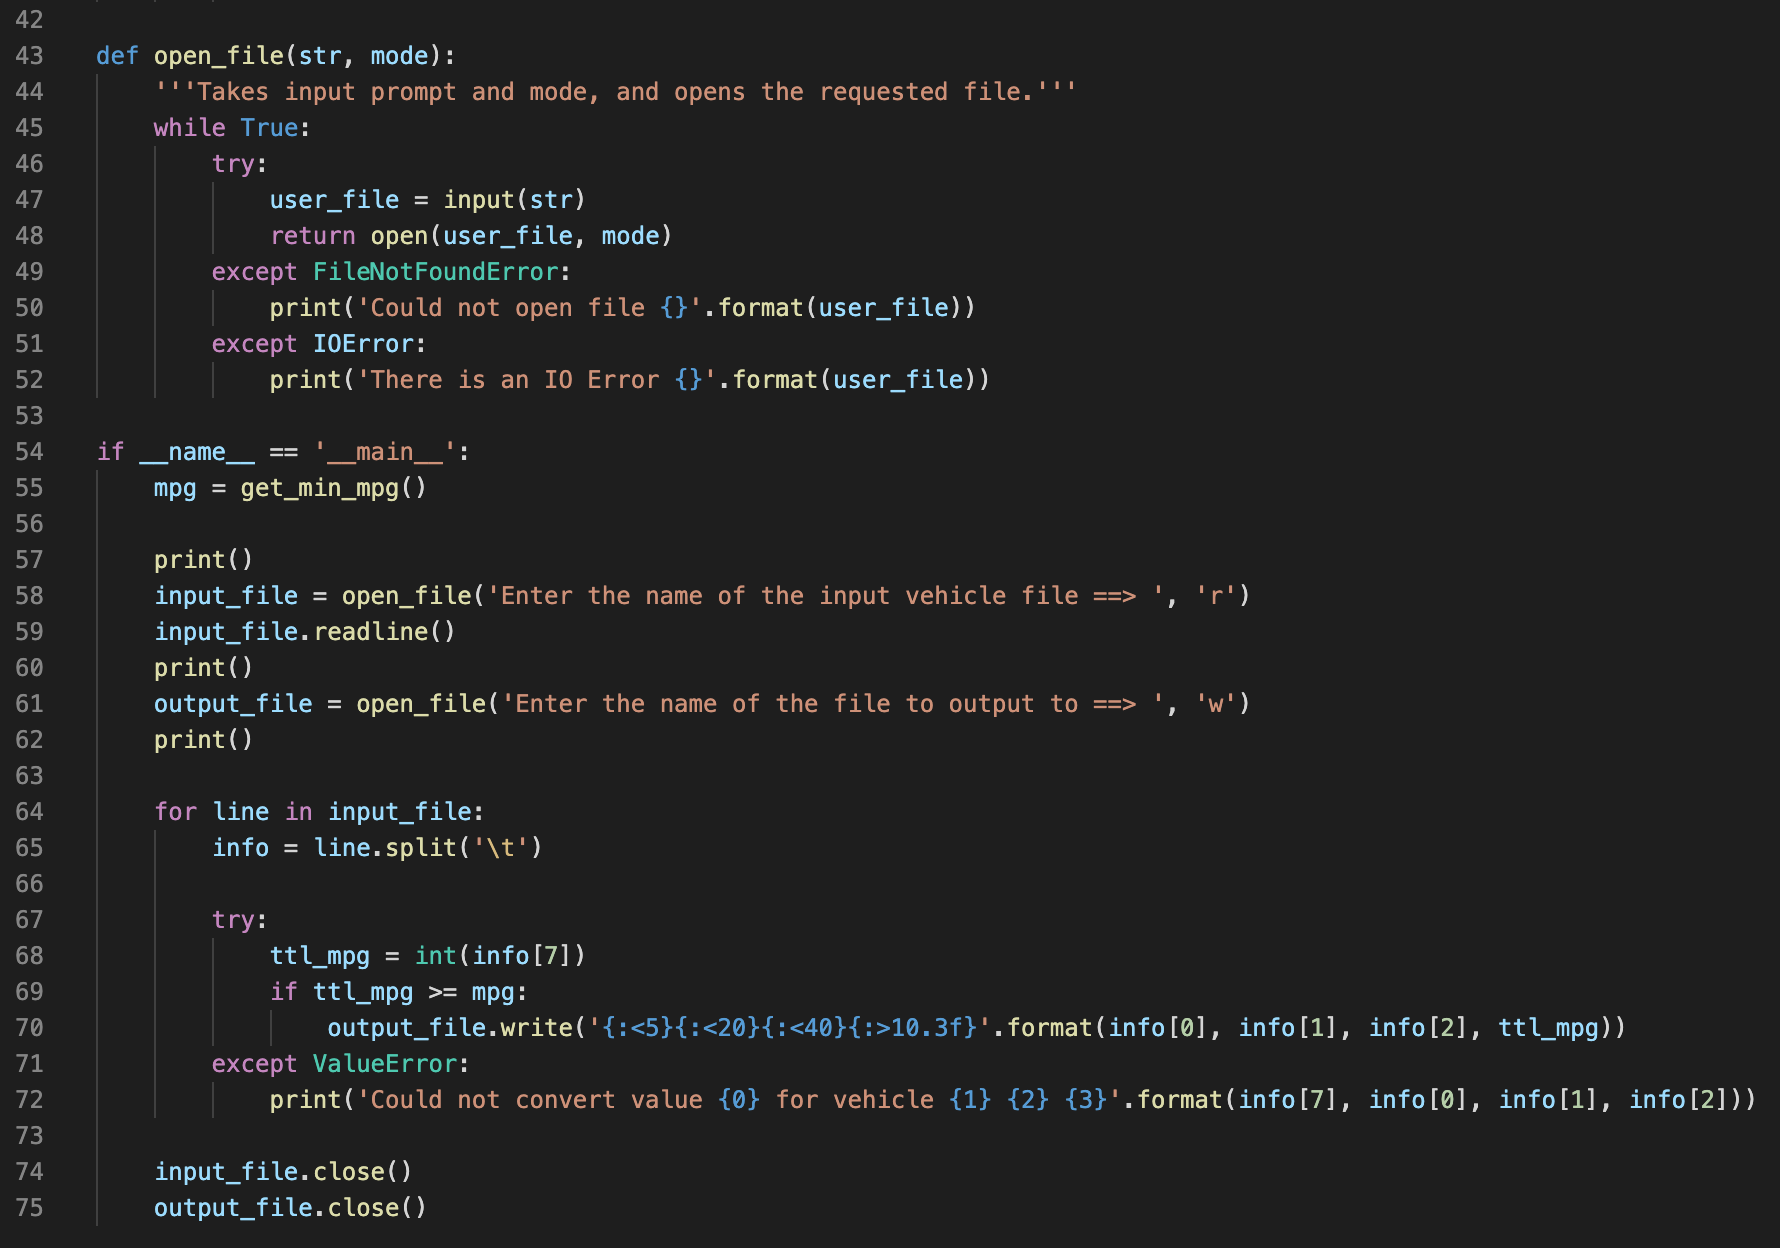 42
43 def open_file(str, mode):
44     '''Takes input prompt and mode, and opens the requested file.'''
45     while True:
46         try:
47             user_file = input(str)
48             return open(user_file, mode)
49         except FileNotFoundError:
50             print('Could not open file {}'.format(user_file))
51         except IOError:
52             print('There is an IO Error {}'.format(user_file))
53
54 if __name__ == '__main__':
55     mpg = get_min_mpg()
56
57     print()
58     input_file = open_file('Enter the name of the input vehicle file ==> ', 'r')
59     input_file.readline()
60     print()
61     output_file = open_file('Enter the name of the file to output to ==> ', 'w')
62     print()
63
64     for line in input_file:
65         info = line.split('\t')
66
67         try:
68             ttl_mpg = int(info[7])
69             if ttl_mpg >= mpg:
70                 output_file.write('{:<5}{:<20}{:<40}{:>10.3f}'.format(info[0], info[1], info[2], ttl_mpg))
71         except ValueError:
72             print('Could not convert value {0} for vehicle {1} {2} {3}'.format(info[7], info[0], info[1], info[2]))
73
74     input_file.close()
75     output_file.close()